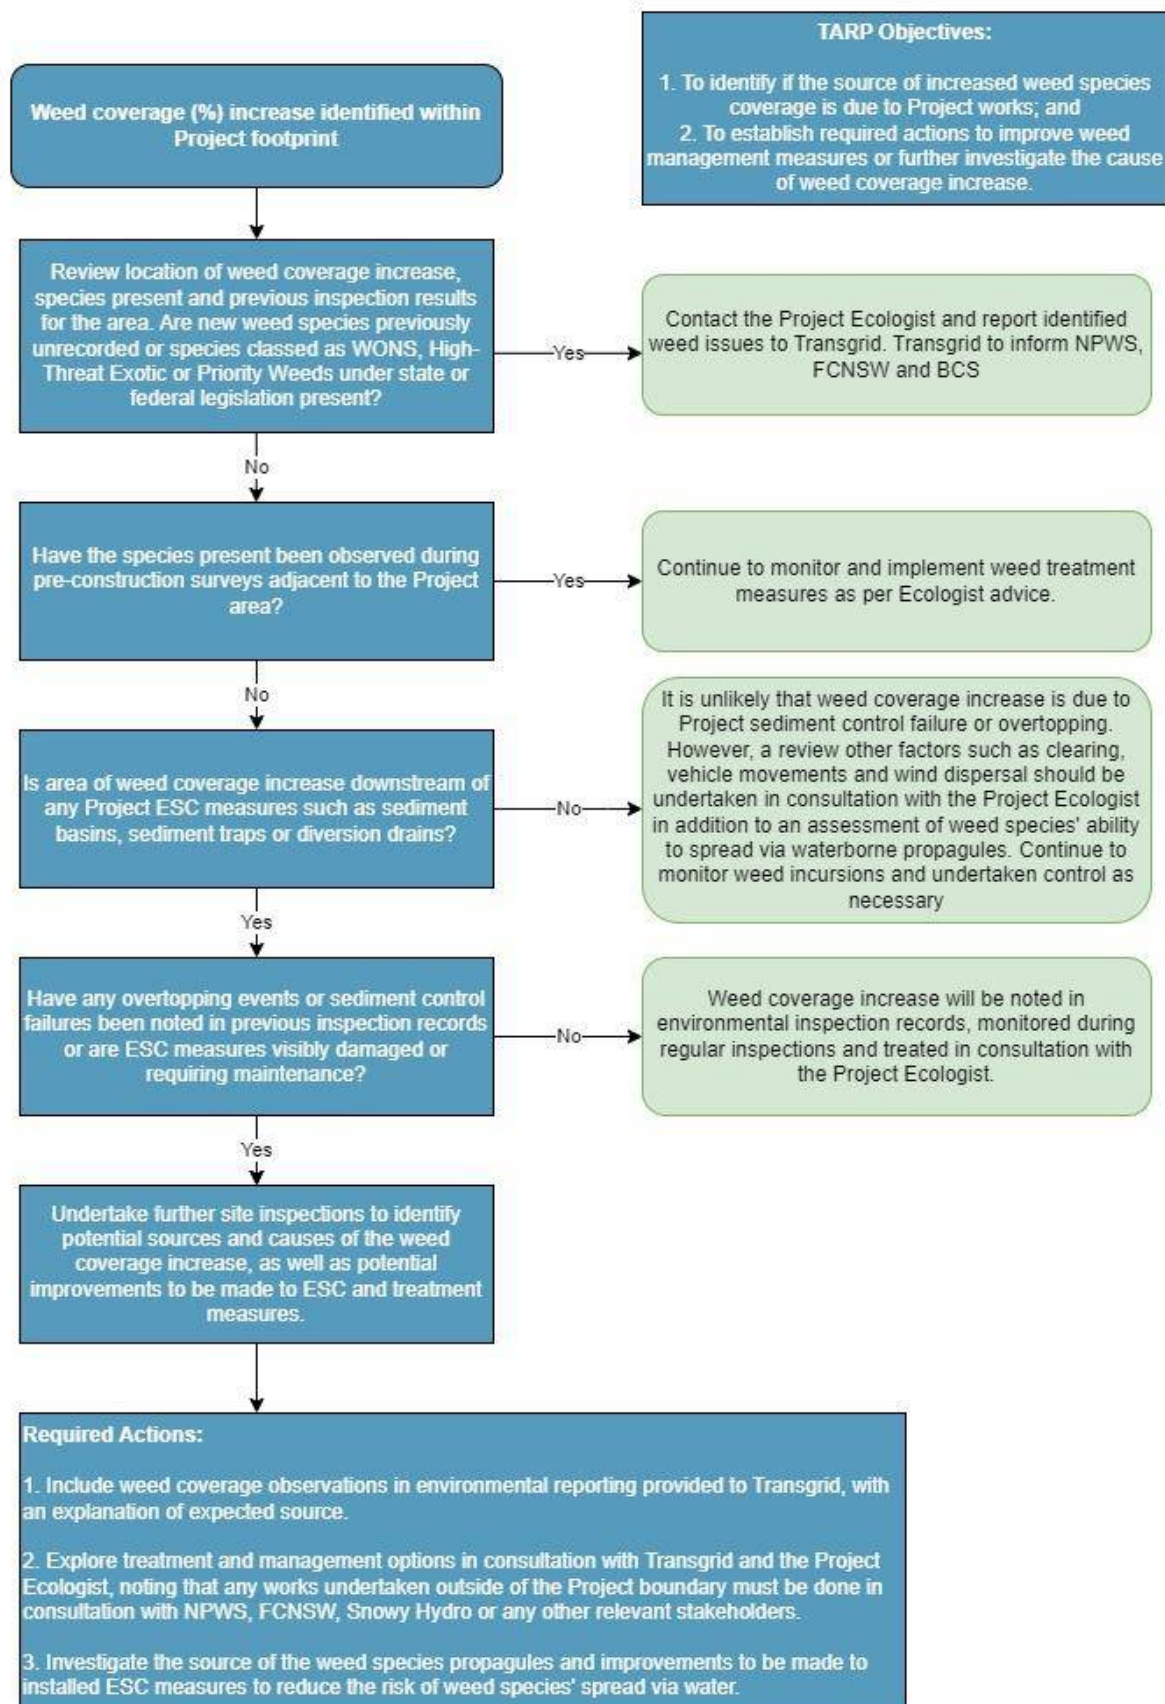 TARP Objectives:
1. To identify if the source of increased weed species
coverage is due to Project works; and
2. To establish required actions to improve weed
management measures or further investigate the cause
of weed coverage increase.
Weed coverage (%) increase identified within
Project footprint
Review location of weed coverage increase,
species present and previous inspection results
for the area. Are new weed species previously
unrecorded or species classed as WONS, High-
Threat Exotic or Priority Weeds under state or
federal legislation present?
Yes
Contact the Project Ecologist and report identified
weed issues to Transgrid. Transgrid to inform NPWS,
FCNSW and BCS
No
Have the species present been observed during
pre-construction surveys adjacent to the Project
area?
Yes
Continue to monitor and implement weed treatment
measures as per Ecologist advice.
No
Is area of weed coverage increase downstream of
any Project ESC measures such as sediment
basins, sediment traps or diversion drains?
No
It is unlikely that weed coverage increase is due to
Project sediment control failure or overtopping.
However, a review other factors such as clearing,
vehicle movements and wind dispersal should be
undertaken in consultation with the Project Ecologist
in addition to an assessment of weed species' ability
to spread via waterborne propagules. Continue to
monitor weed incursions and undertaken control as
necessary
Yes
Have any overtopping events or sediment control
failures been noted in previous inspection records
or are ESC measures visibly damaged or
requiring maintenance?
No
Weed coverage increase will be noted in
environmental inspection records, monitored during
regular inspections and treated in consultation with
the Project Ecologist.
Yes
Undertake further site inspections to identify
potential sources and causes of the weed
coverage increase, as well as potential
improvements to be made to ESC and treatment
measures.
Required Actions:
1. Include weed coverage observations in environmental reporting provided to Transgrid, with
an explanation of expected source.
2. Explore treatment and management options in consultation with Transgrid and the Project
Ecologist, noting that any works undertaken outside of the Project boundary must be done in
consultation with NPWS, FCNSW, Snowy Hydro or any other relevant stakeholders.
3. Investigate the source of the weed species propagules and improvements to be made to
installed ESC measures to reduce the risk of weed species' spread via water.